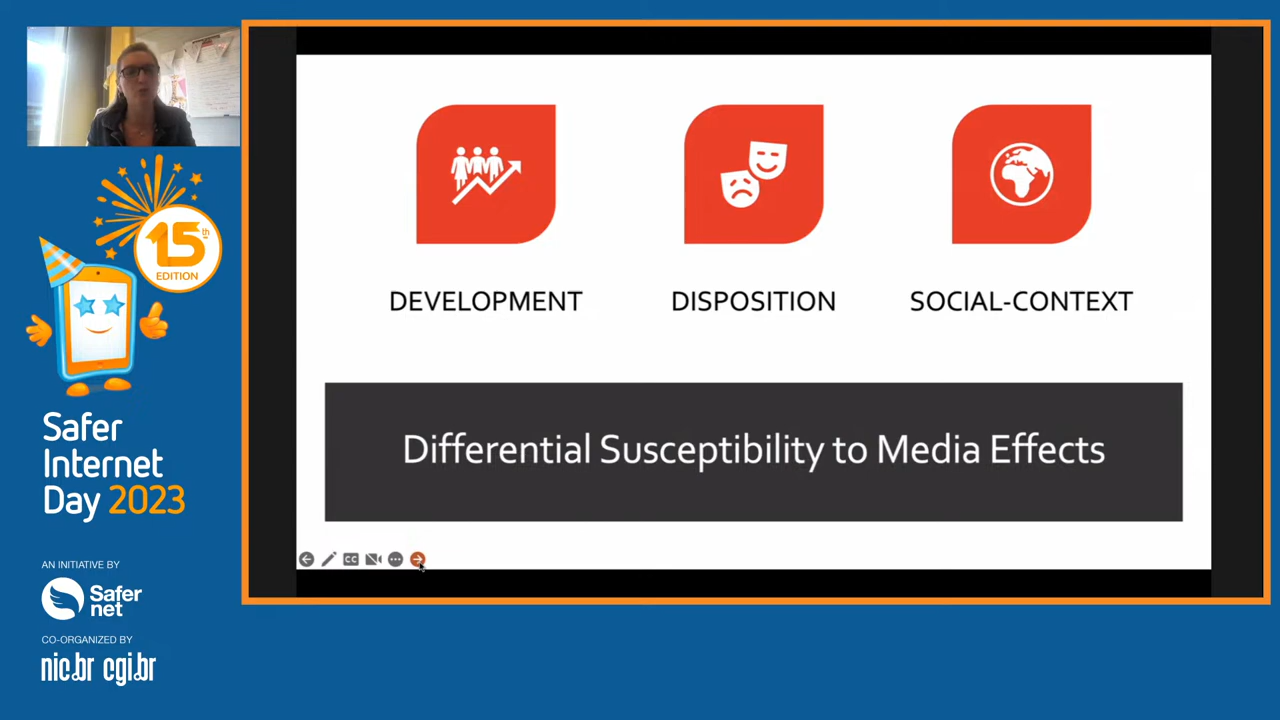 15th
EDITION
Safer
Internet
Day 2023
AN INITIATIVE BY
Safer
net
CO-ORGANIZED BY
nic.br cgi.br
DEVELOPMENT
DISPOSITION
SOCIAL-CONTEXT
Differential Susceptibility to Media Effects
CC